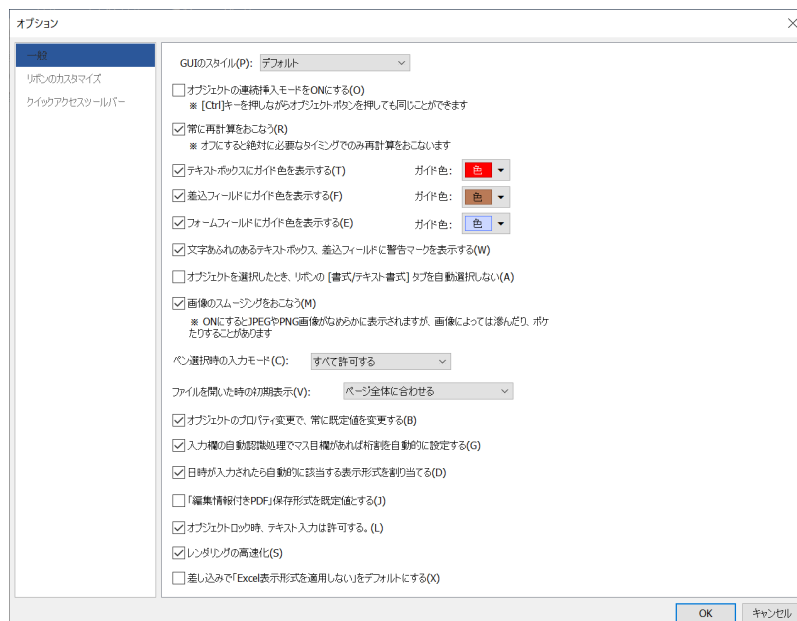 オプション
一般
リボンのカスタマイズ
クイックアクセスツールバー
GUIのスタイル(P): デフォルト
オブジェクトの連続挿入モードをONにする(O)
※ [Ctrl]キーを押しながらオブジェクトボタンを押しても同じことができます
常に再計算をおこなう(R)
※ オフにすると絶対に必要なタイミングでのみ再計算をおこないます
テキストボックスにガイド色を表示する(T) ガイド色: 色
差込フィールドにガイド色を表示する(F) ガイド色: 色
フォームフィールドにガイド色を表示する(E) ガイド色: 色
文字あふれのあるテキストボックス、差込フィールドに警告マークを表示する(W)
オブジェクトを選択したとき、リボンの [書式/テキスト書式] タブを自動選択しない(A)
画像のスムージングをおこなう(M)
※ ONにするとJPEGやPNG画像がなめらかに表示されますが、画像によっては滲んだり、ボケ
たりすることがあります
ペン選択時の入力モード(C): すべて許可する
ファイルを開いた時の初期表示(V): ページ全体に合わせる
オブジェクトのプロパティ変更で、常に既定値を変更する(B)
入力欄の自動認識処理でマス目欄があれば桁割を自動的に設定する(G)
日時が入力されたら自動的に該当する表示形式を割り当てる(D)
「編集情報付きPDF」保存形式を既定値とする(J)
オブジェクトロック時、テキスト入力は許可する。(L)
レンダリングの高速化(S)
差し込みで「Excel表示形式を適用しない」をデフォルトにする(X)
OK キャンセル